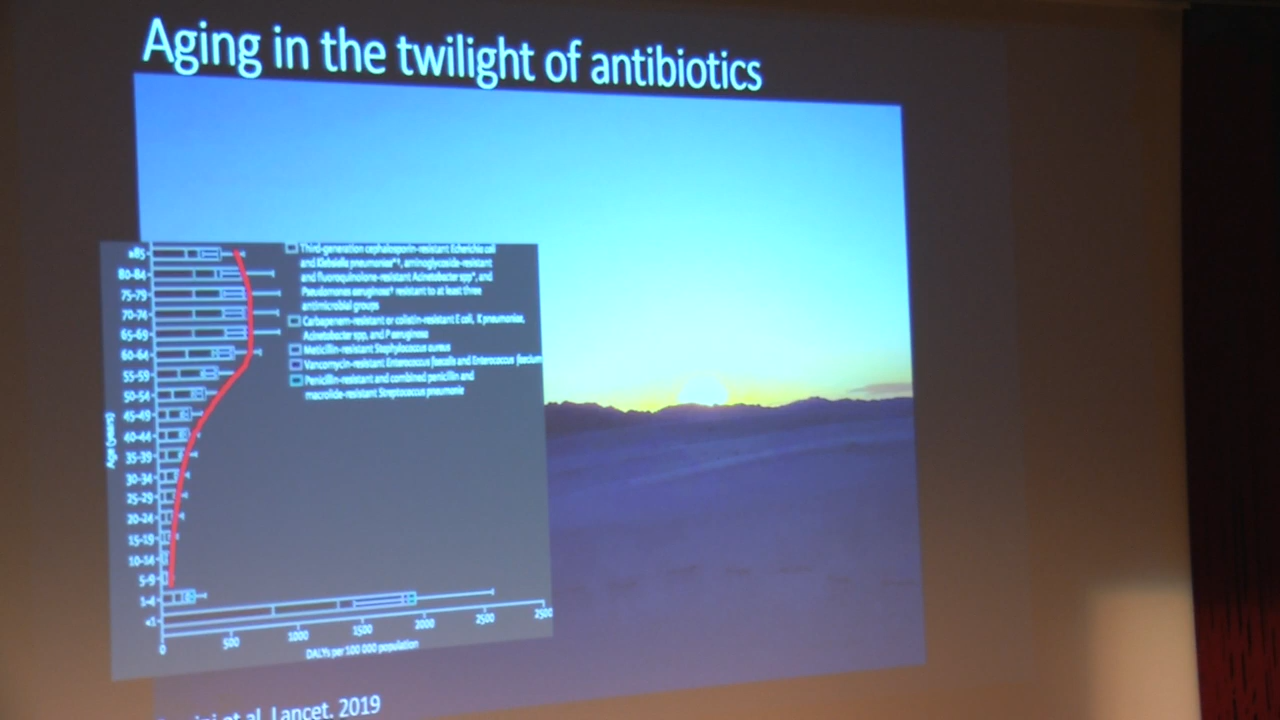 Aging in the twilight of antibiotics
Third-generation cephalosporin-resistant Escherichia coli
and Klebsiella pneumoniae*†, aminoglycoside-resistant
and fluoroquinolone-resistant Acinetobacter spp*, and
Pseudomonas aeruginosa† resistant to at least three
antimicrobial groups
Carbapenem-resistant or colistin-resistant E coli, K pneumoniae,
Acinetobacter spp, and P aeruginosa
Meticillin-resistant Staphylococcus aureus
Vancomycin-resistant Enterococcus faecalis and Enterococcus faecium
Penicillin-resistant and combined penicillin and
macrolide-resistant Streptococcus pneumonie
Age (years)
≥85
80-84
75-79
70-74
65-69
60-64
55-59
50-54
45-49
40-44
35-39
30-34
25-29
20-24
15-19
10-14
5-9
1-4
<1
0 500 1000 1500 2000 2500 2500
DALYs per 100 000 population
et al. Lancet. 2019